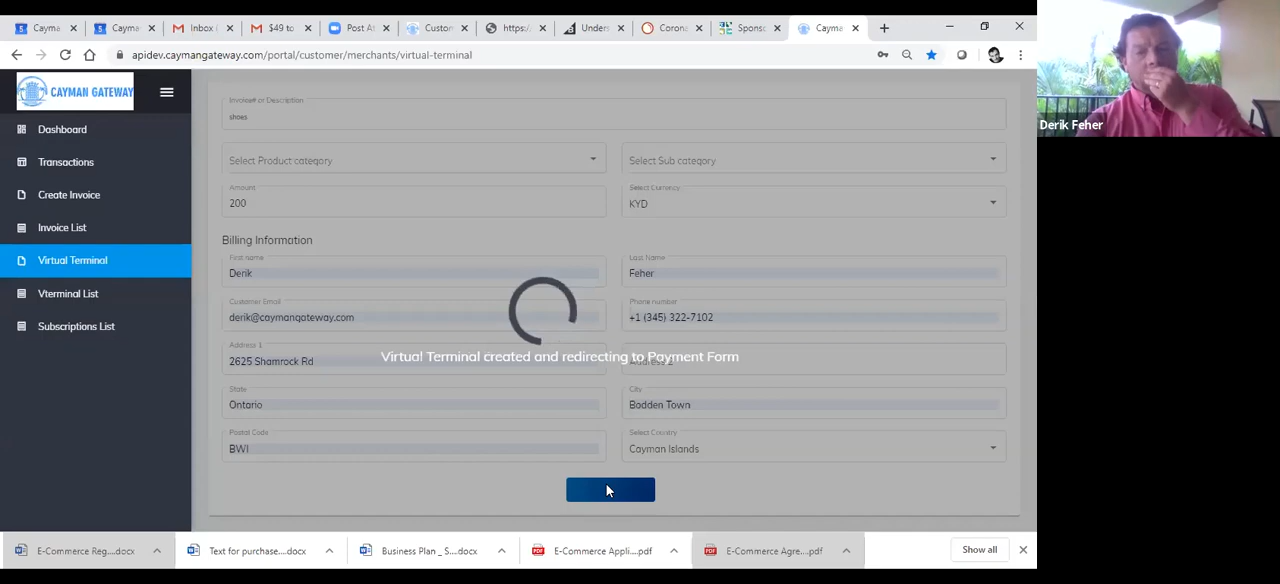 Cayma
Cayma
Inbox (
$49 to
Post At
Custom
https:/
Unders
Corona
Sponso
Cayma
apidev.caymangateway.com/portal/customer/merchants/virtual-terminal
CAYMAN GATEWAY
Dashboard
Transactions
Create Invoice
Invoice List
Virtual Terminal
Vterminal List
Subscriptions List
Invoice# or Description
shoes
Select Product category
Select Sub category
Amount
200
Select Currency
KYD
Billing Information
First name
Derik
Last Name
Feher
Customer Email
derik@caymangateway.com
Phone number
+1 (345) 322-7102
Address 1
2625 Shamrock Rd
Address 2
Virtual Terminal created and redirecting to Payment Form
State
Ontario
City
Bodden Town
Postal Code
BWI
Select Country
Cayman Islands
E-Commerce Reg....docx
Text for purchase....docx
Business Plan _ S....docx
E-Commerce Appli....pdf
E-Commerce Agre....pdf
Show all
Derik Feher